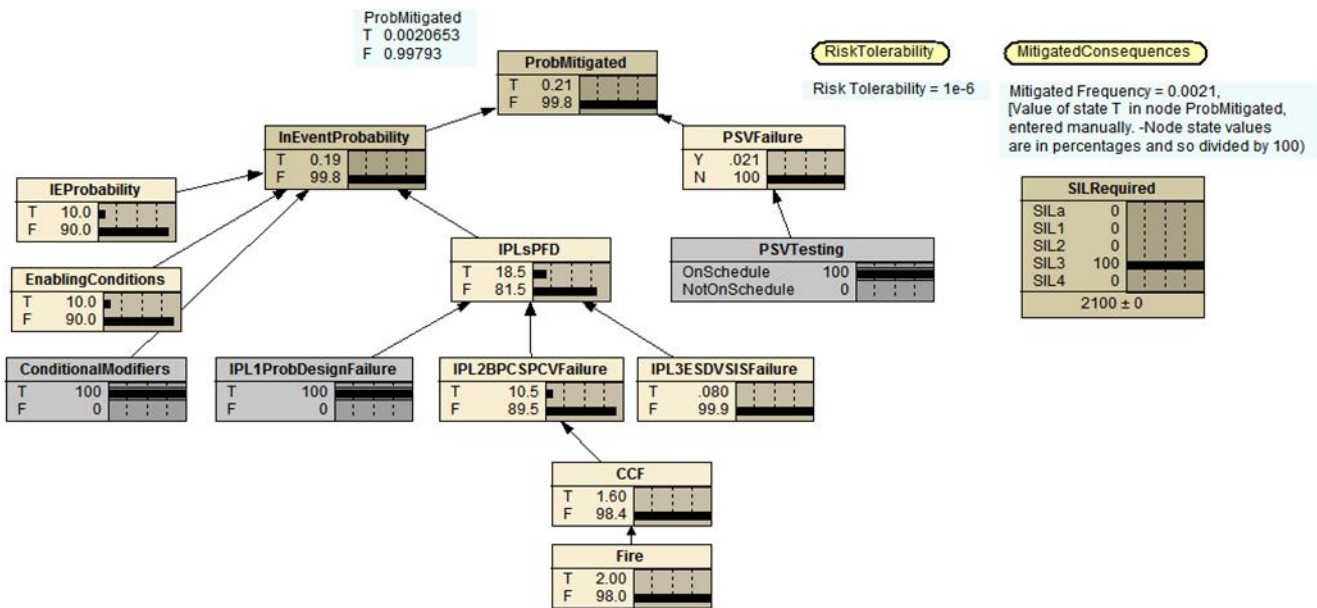 ProbMitigated
T 0.0020653
F 0.99793
ProbMitigated
T 0.21
F 99.8
RiskTolerability
Risk Tolerability = 1e-6
MitigatedConsequences
Mitigated Frequency = 0.0021,
[Value of state T in node ProbMitigated,
entered manually. -Node state values
are in percentages and so divided by 100)
InEventProbability
T 0.19
F 99.8
PSVFailure
Y .021
N 100
IEProbability
T 10.0
F 90.0
SILRequired
SILa 0
SIL1 0
SIL2 0
SIL3 100
SIL4 0
2100 ± 0
IPLsPFD
T 18.5
F 81.5
PSVTesting
OnSchedule 100
NotOnSchedule 0
EnablingConditions
T 10.0
F 90.0
ConditionalModifiers
T 100
F 0
IPL1ProbDesignFailure
T 100
F 0
IPL2BPCSPCVFailure
T 10.5
F 89.5
IPL3ESDVSISFailure
T .080
F 99.9
CCF
T 1.60
F 98.4
Fire
T 2.00
F 98.0